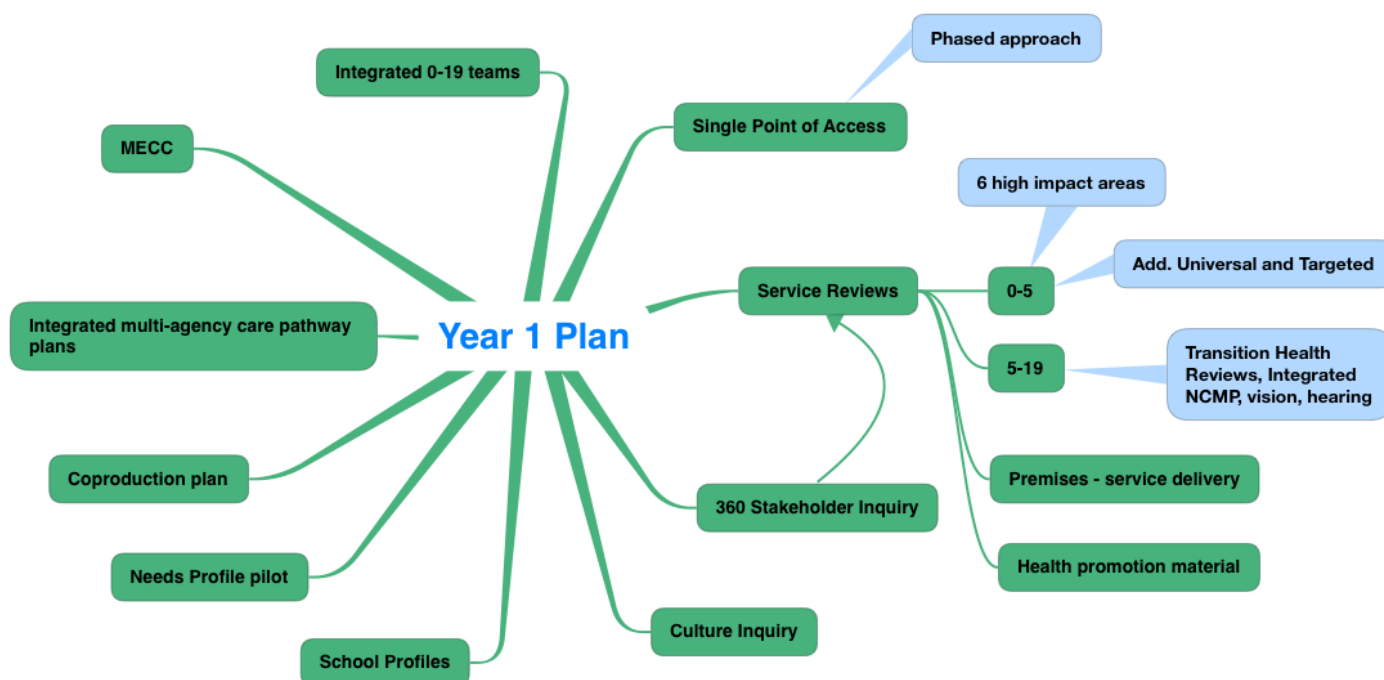 Phased approach
Integrated 0-19 teams
Single Point of Access
MECC
6 high impact areas
Add. Universal and Targeted
Service Reviews
0-5
Integrated multi-agency care pathway
plans
Year 1 Plan
5-19
Transition Health
Reviews, Integrated
NCMP, vision, hearing
Coproduction plan
Premises - service delivery
360 Stakeholder Inquiry
Health promotion material
Needs Profile pilot
Culture Inquiry
School Profiles